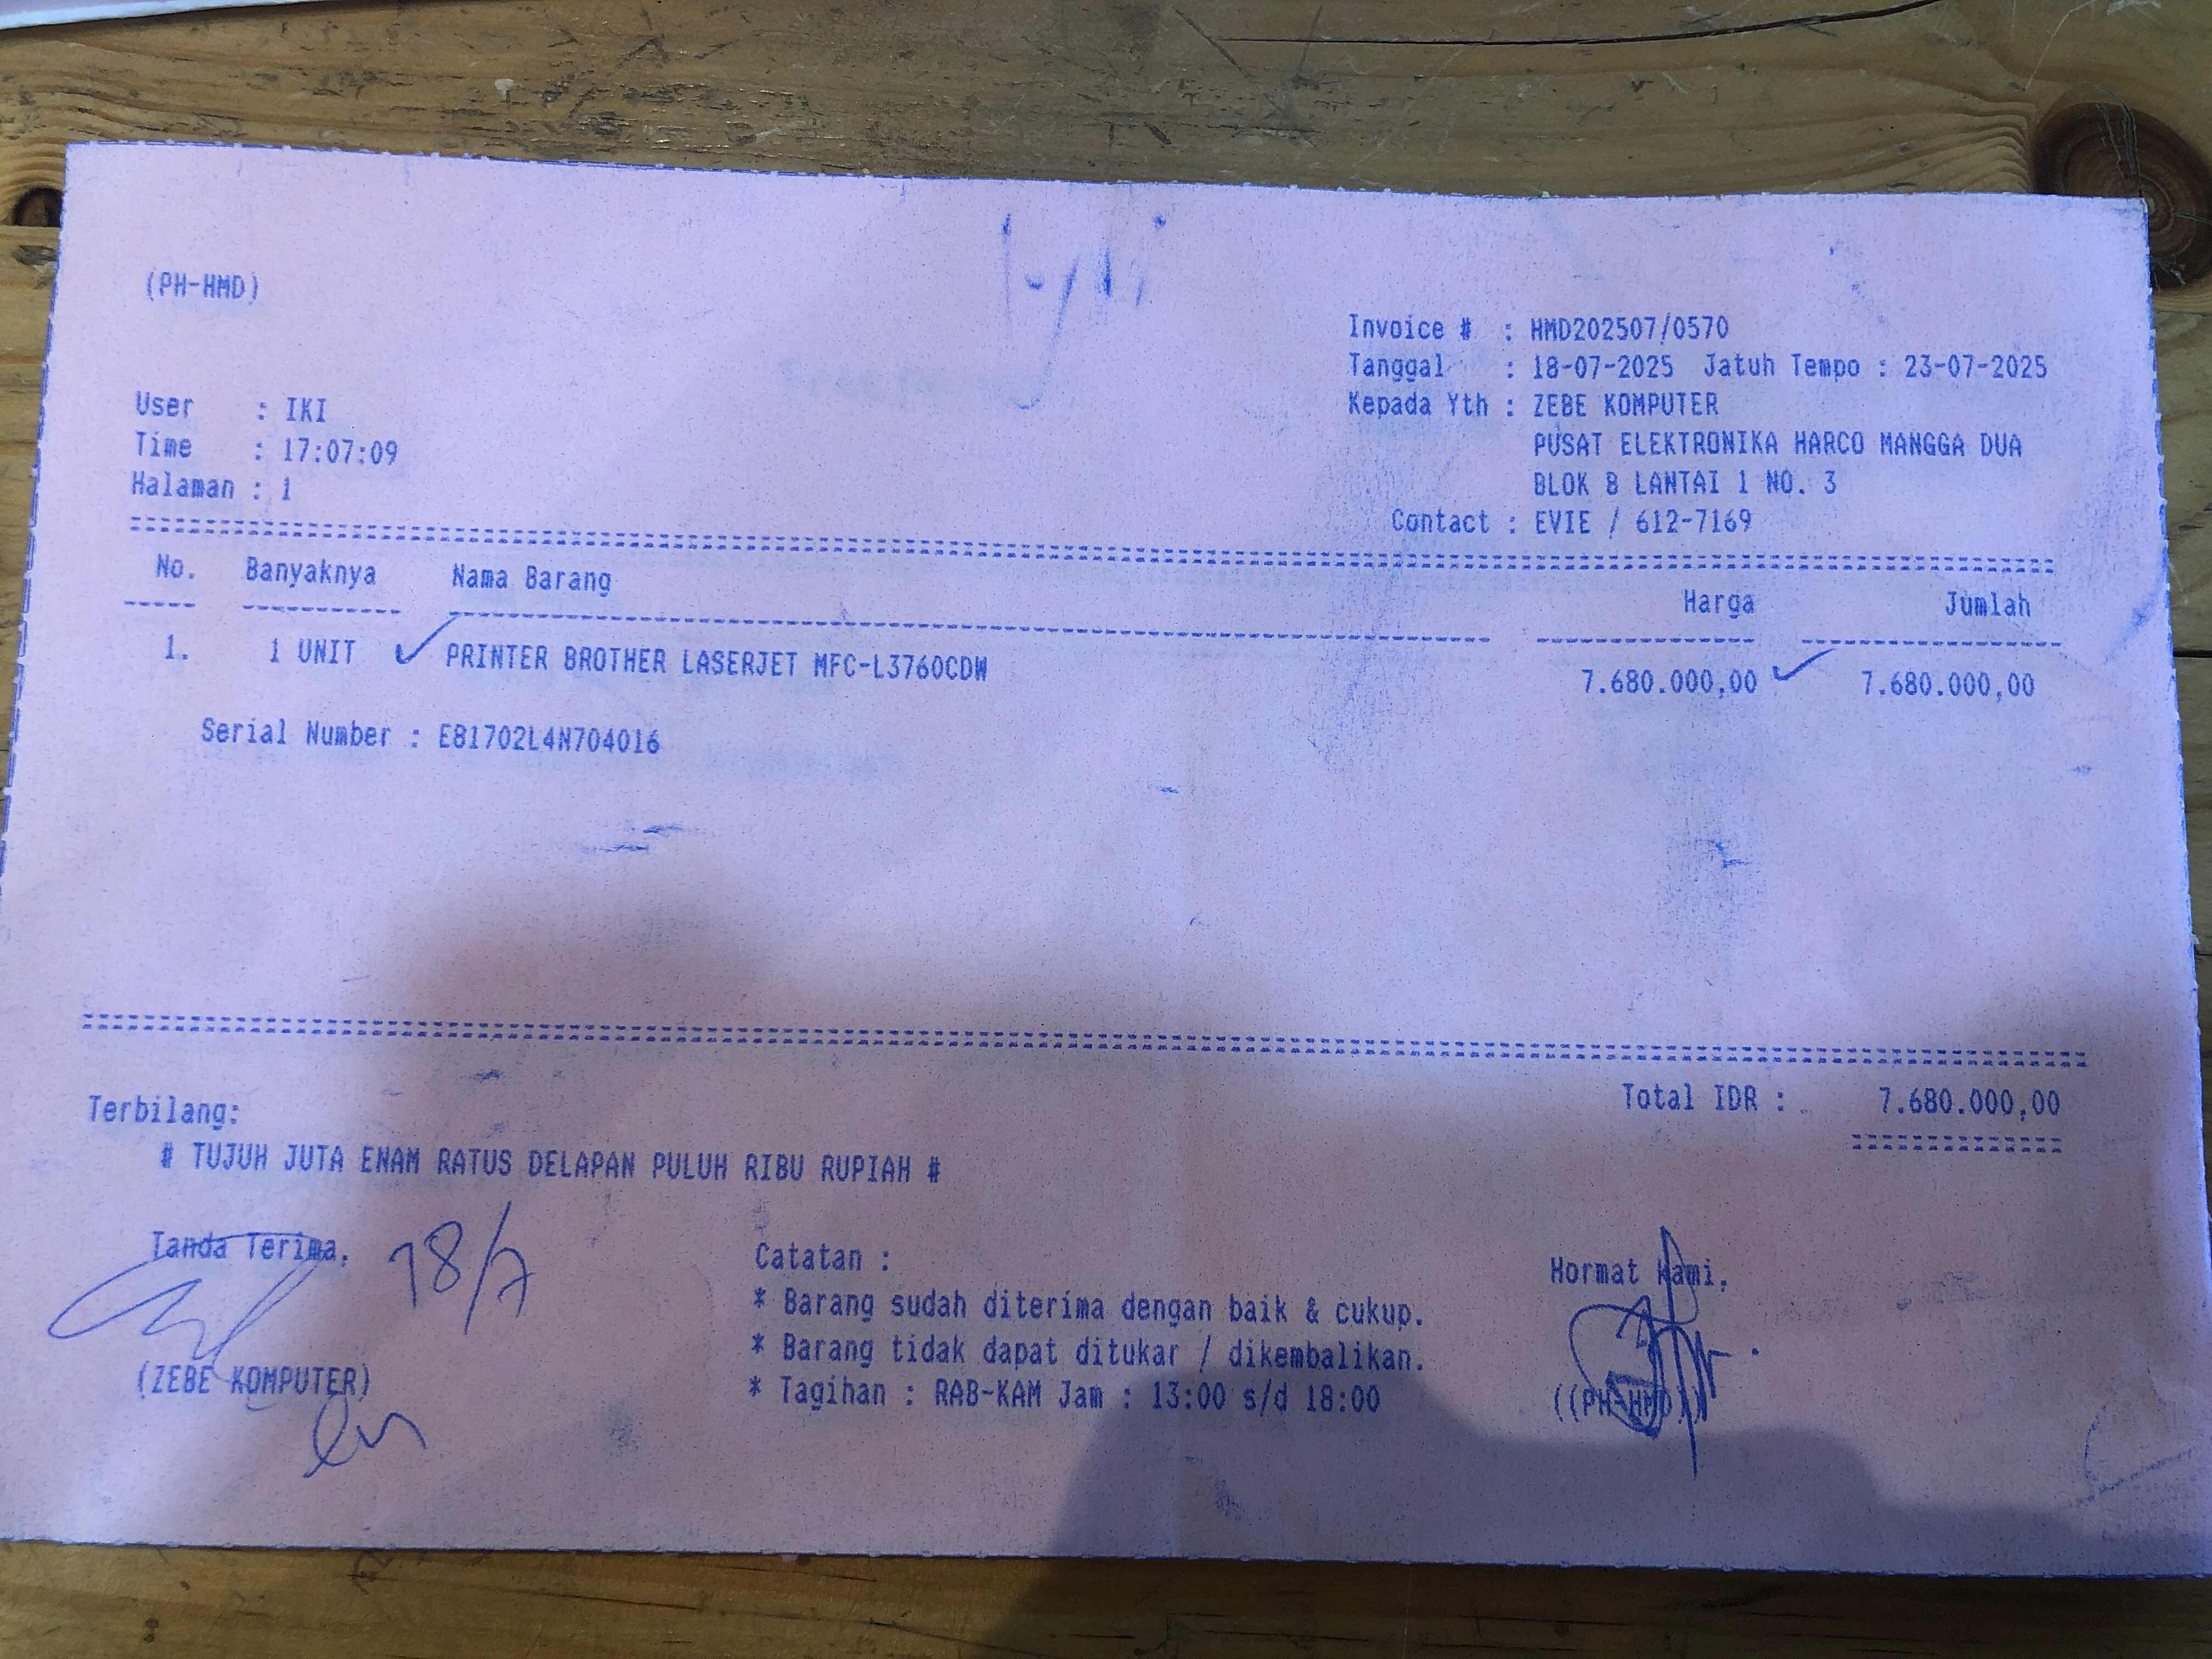 (PH-HMD)
Invoice # : HMD202507/0570
Tanggal : 18-07-2025 Jatuh Tempo : 23-07-2025
Kepada Yth : ZEBE KOMPUTER
PUSAT ELEKTRONIKA HARCO MANGGA DUA
BLOK B LANTAI 1 NO. 3
Contact : EVIE / 612-7169
User : IKI
Time : 17:07:09
Halaman : 1
No. Banyaknya Nama Barang Harga Jumlah
1. 1 UNIT PRINTER BROTHER LASERJET MFC-L3760CDW 7.680.000,00 7.680.000,00
Serial Number : E81702L4N704016
Total IDR : 7.680.000,00
Terbilang:
# TUJUH JUTA ENAM RATUS DELAPAN PULUH RIBU RUPIAH #
Tanda Terima, 18/7
(ZEBE KOMPUTER)
Catatan :
* Barang sudah diterima dengan baik & cukup.
* Barang tidak dapat ditukar / dikembalikan.
* Tagihan : RAB-KAM Jam : 13:00 s/d 18:00
Hormat Kami,
((PH-HMD))